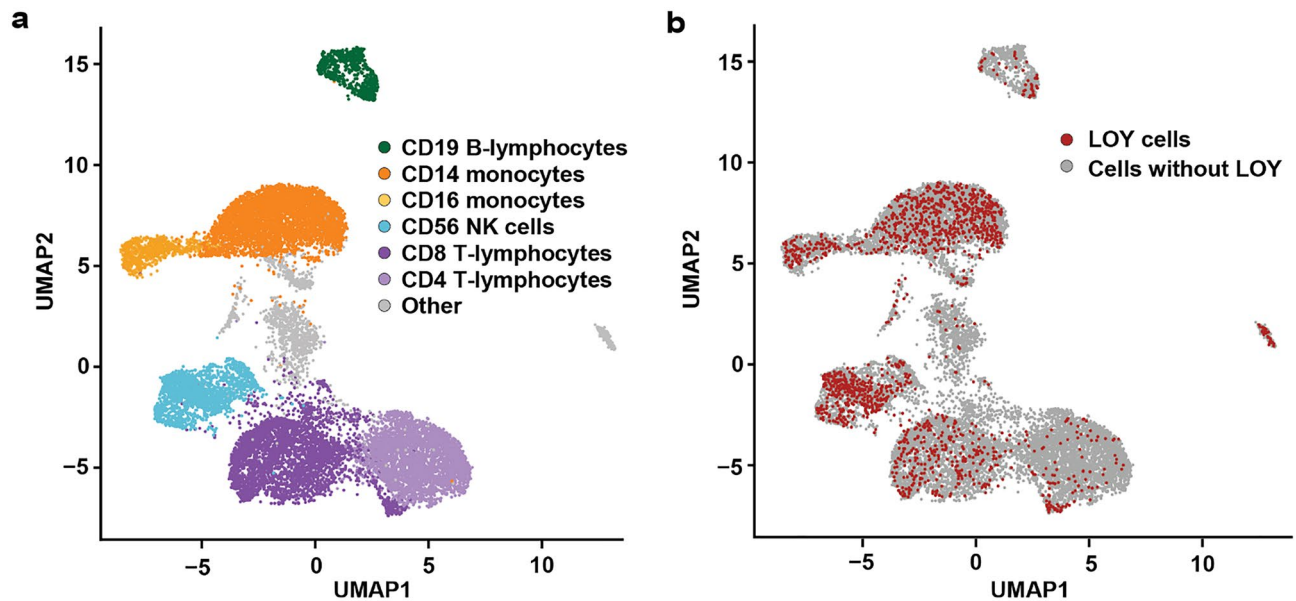 a
15
10
5
0
−5
UMAP2
CD19 B-lymphocytes
CD14 monocytes
CD16 monocytes
CD56 NK cells
CD8 T-lymphocytes
CD4 T-lymphocytes
Other
−5
0
5
10
UMAP1
b
15
10
5
0
−5
UMAP2
LOY cells
Cells without LOY
−5
0
5
10
UMAP1